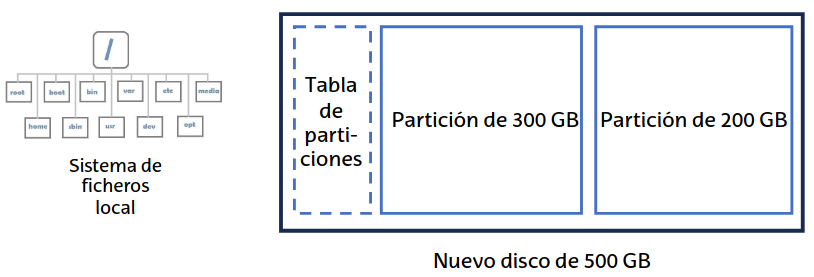 /
root boot bin var etc media
home sbin usr dev opt
Sistema de
ficheros
local
Tabla
de
parti-
ciones
Partición de 300 GB
Partición de 200 GB
Nuevo disco de 500 GB